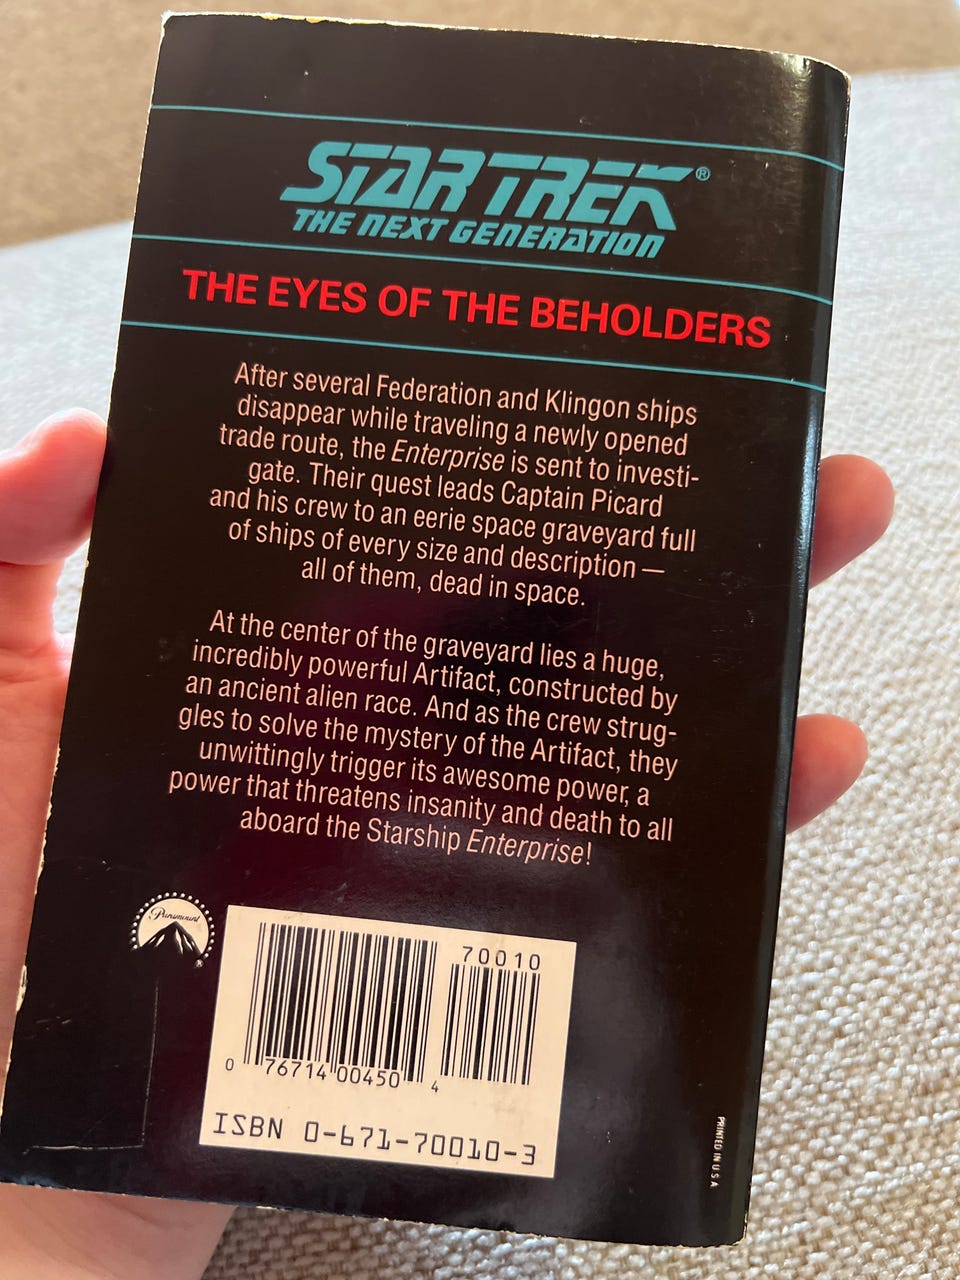 STAR TREK®
THE NEXT GENERATION
THE EYES OF THE BEHOLDERS
After several Federation and Klingon ships
disappear while traveling a newly opened
trade route, the Enterprise is sent to investi-
gate. Their quest leads Captain Picard
and his crew to an eerie space graveyard full
of ships of every size and description —
all of them, dead in space.
At the center of the graveyard lies a huge,
incredibly powerful Artifact, constructed by
an ancient alien race. And as the crew strug-
gles to solve the mystery of the Artifact, they
unwittingly trigger its awesome power, a
power that threatens insanity and death to all
aboard the Starship Enterprise!
Paramount
®
70010
0 76714 00450 4
ISBN 0-671-70010-3
PRINTED IN U S A